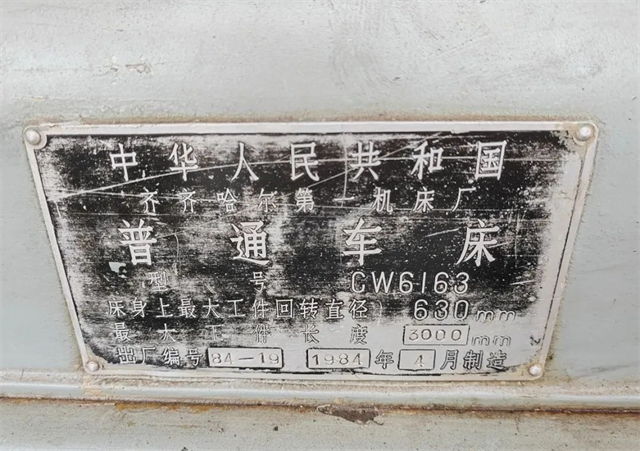 中华人民共和国
齐齐哈尔第一机床厂
普通车床
型号 CW6163
床身上最大工件回转直径) 630mm
最大工件长度 3000mm
出厂编号 84-19 1984年4月制造